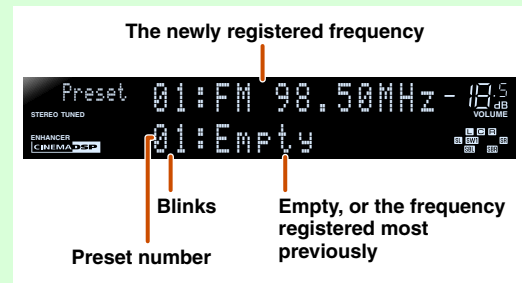 The newly registered frequency
Preset 01:FM 98.50MHz -18.5 dB
STEREO TUNED VOLUME
ENHANCER 01:Empty L C R
CINEMA DSP SL SW1 SR
SBL SBR
Blinks
Empty, or the frequency
registered most
previously
Preset number